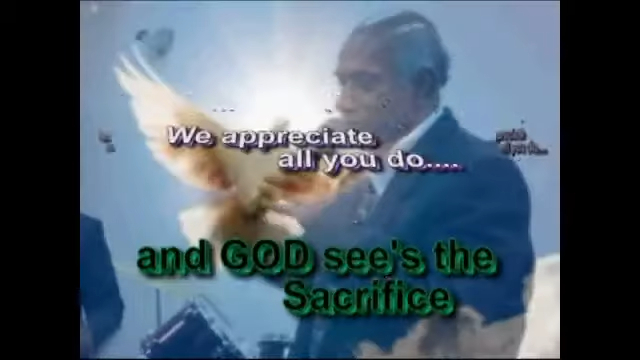 We appreciate
all you do....
and GOD see's the
Sacrifice